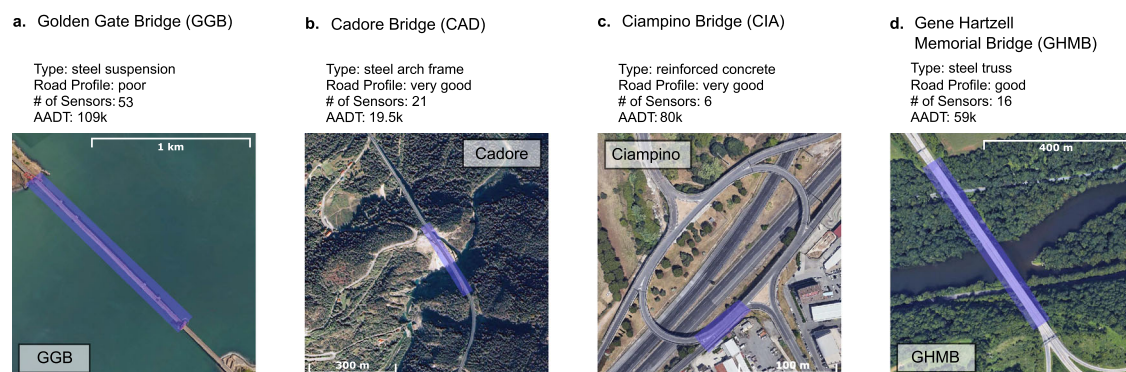 a. Golden Gate Bridge (GGB)
Type: steel suspension
Road Profile: poor
# of Sensors: 53
AADT: 109k
1 km
GGB
b. Cadore Bridge (CAD)
Type: steel arch frame
Road Profile: very good
# of Sensors: 21
AADT: 19.5k
Cadore
300 m
c. Ciampino Bridge (CIA)
Type: reinforced concrete
Road Profile: very good
# of Sensors: 6
AADT: 80k
Ciampino
100 m
d. Gene Hartzell
Memorial Bridge (GHMB)
Type: steel truss
Road Profile: good
# of Sensors: 16
AADT: 59k
400 m
GHMB